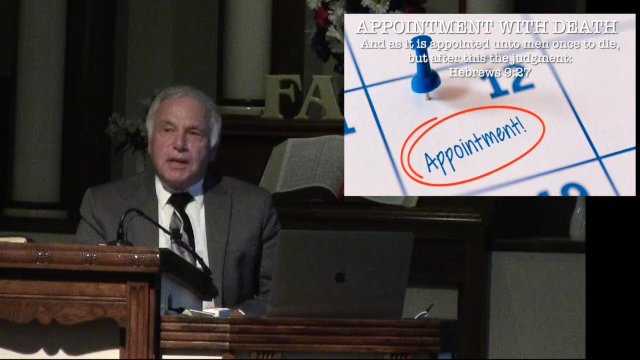 APPOINTMENT WITH DEATH
And as it is appointed unto men once to die,
but after this the judgment:
Hebrews 9:27
12
Appointment!
FA